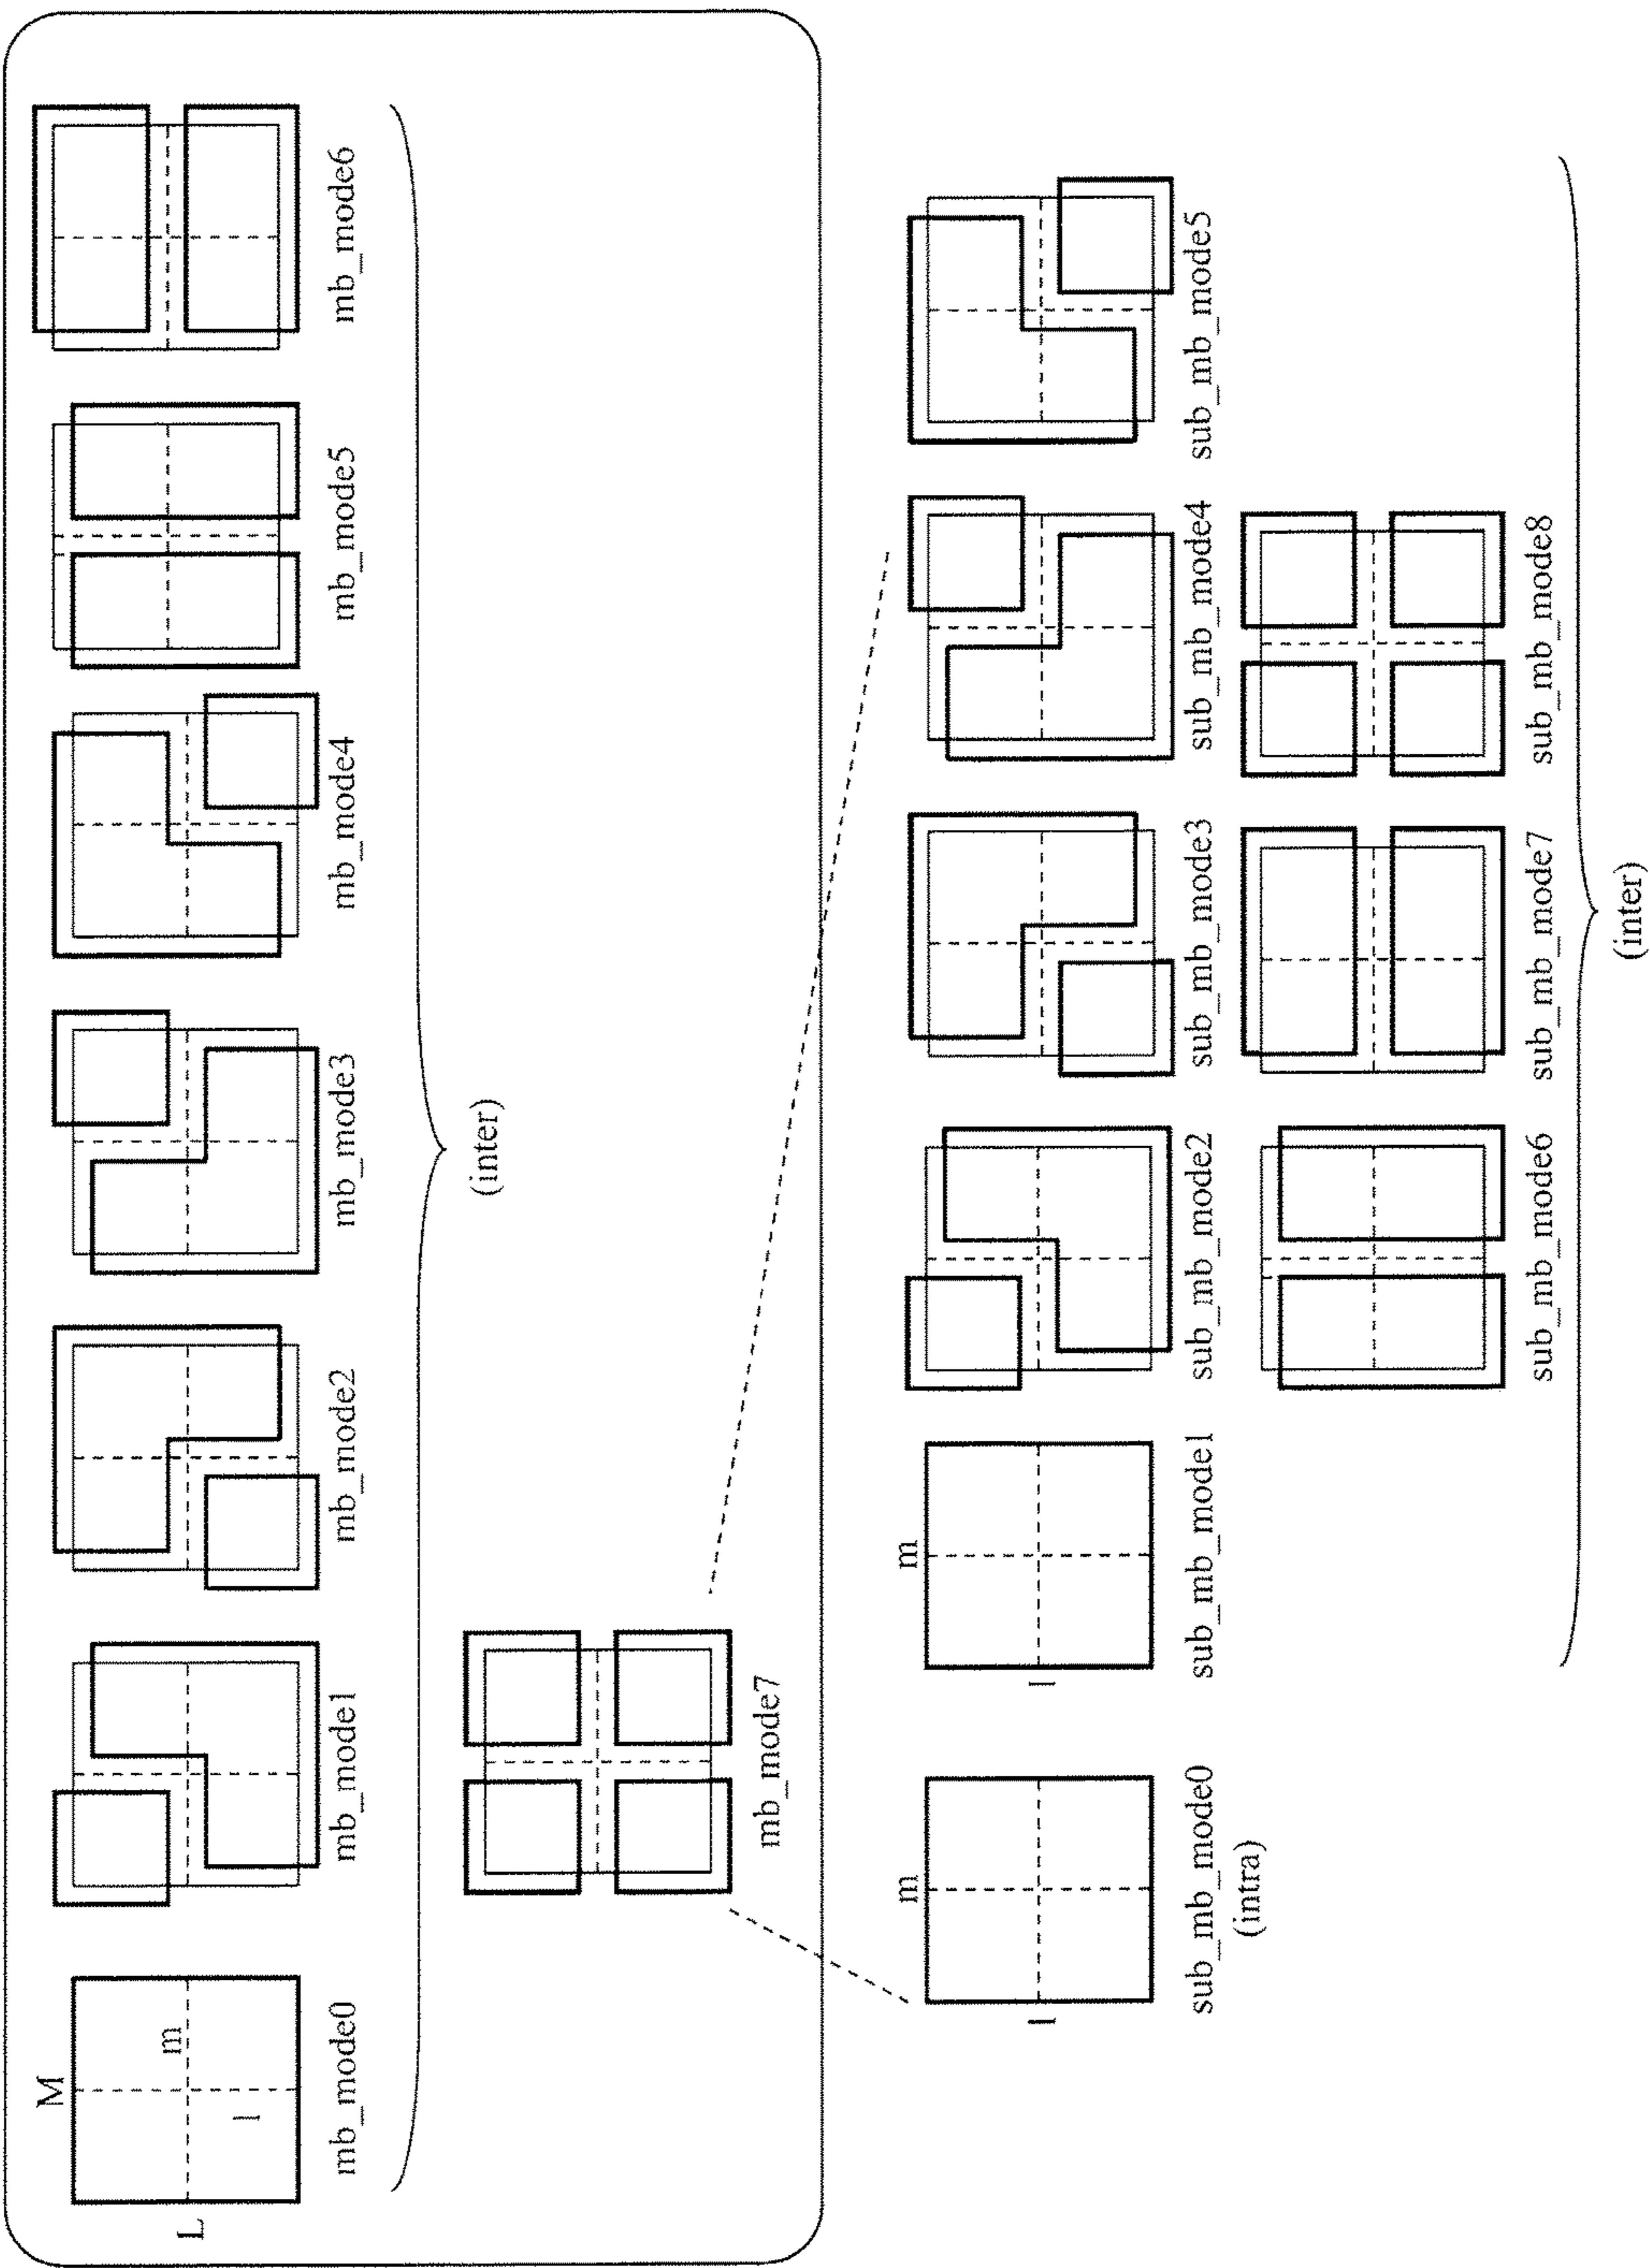 M
L
m
l
mb_mode0
mb_mode1
mb_mode2
mb_mode3
mb_mode4
mb_mode5
mb_mode6
(inter)
mb_mode7
m
l
sub_mb_mode0
(intra)
m
l
sub_mb_mode1
sub_mb_mode2
sub_mb_mode3
sub_mb_mode4
sub_mb_mode5
sub_mb_mode6
sub_mb_mode7
sub_mb_mode8
(inter)